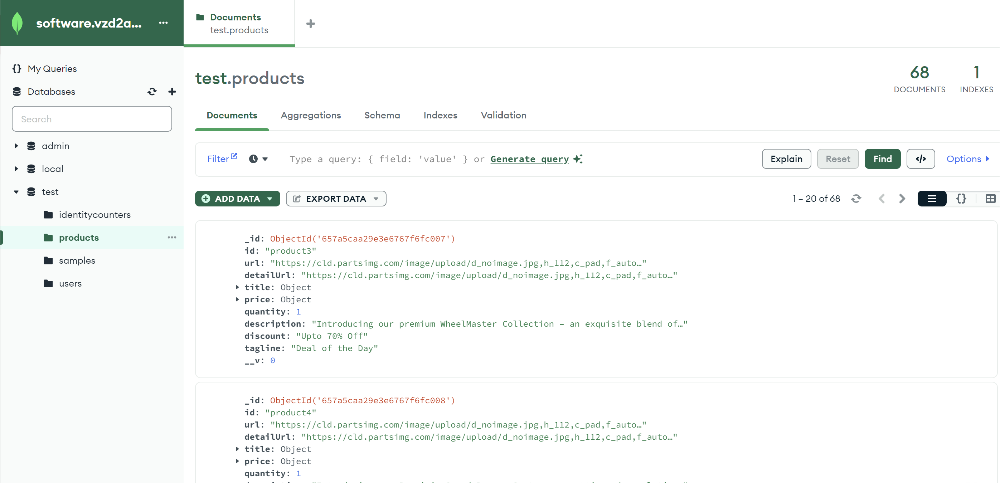 software.vzd2a...
Documents
test.products
My Queries
Databases
Search
admin
local
test
identitycounters
products
samples
users
test.products
68
DOCUMENTS
1
INDEXES
Documents
Aggregations
Schema
Indexes
Validation
Filter
Type a query: { field: 'value' } or Generate query
Explain
Reset
Find
</>
Options
ADD DATA
EXPORT DATA
1 – 20 of 68
{}
_id: ObjectId('657a5caa29e3e6767f6fc007')
id: "product3"
url: "https://cld.partsimg.com/image/upload/d_noimage.jpg,h_112,c_pad,f_auto…"
detailUrl: "https://cld.partsimg.com/image/upload/d_noimage.jpg,h_112,c_pad,f_auto…"
title: Object
price: Object
quantity: 1
description: "Introducing our premium WheelMaster Collection – an exquisite blend of…"
discount: "Upto 70% Off"
tagline: "Deal of the Day"
__v: 0
_id: ObjectId('657a5caa29e3e6767f6fc008')
id: "product4"
url: "https://cld.partsimg.com/image/upload/d_noimage.jpg,h_112,c_pad,f_auto…"
detailUrl: "https://cld.partsimg.com/image/upload/d_noimage.jpg,h_112,c_pad,f_auto…"
title: Object
price: Object
quantity: 1